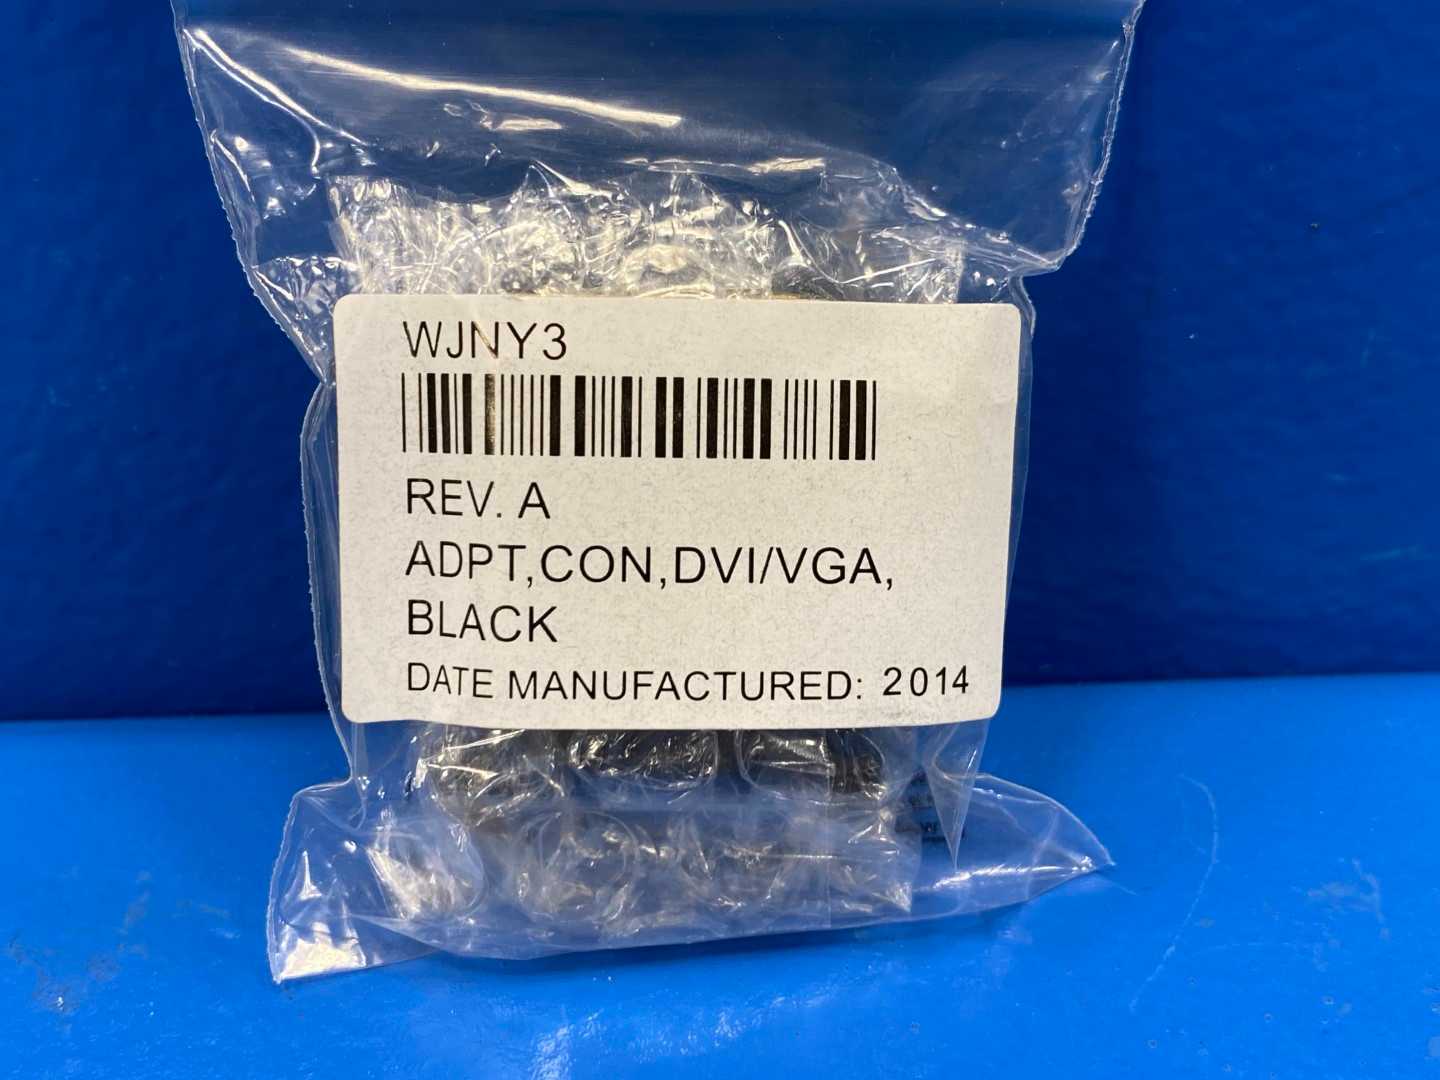 WJNY3
REV. A
ADPT,CON,DVI/VGA,
BLACK
DATE MANUFACTURED: 2014